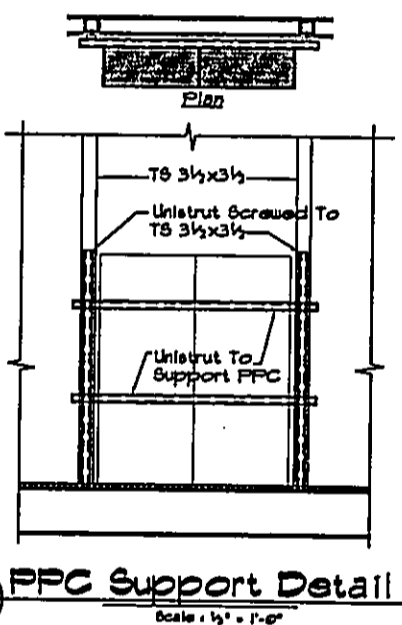 Plan
TS 3½x3½
Unistrut Screwed To
TS 3½x3½
Unistrut To
Support PPC
PPC Support Detail
Scale : ½" = 1'-0"